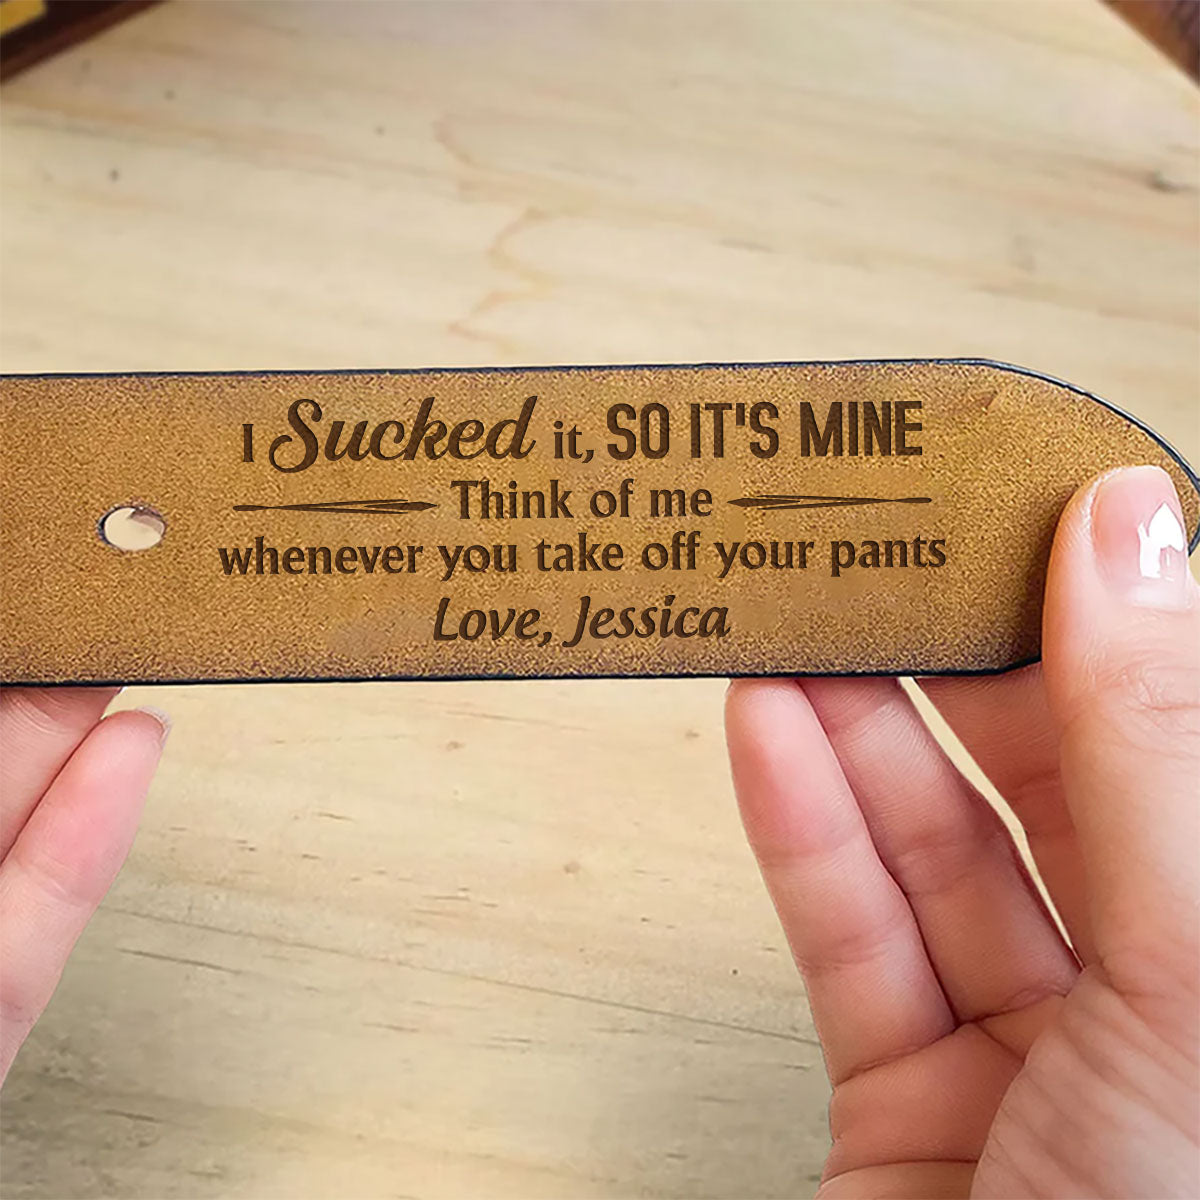 I Sucked it, SO IT'S MINE
Think of me
whenever you take off your pants
Love, Jessica